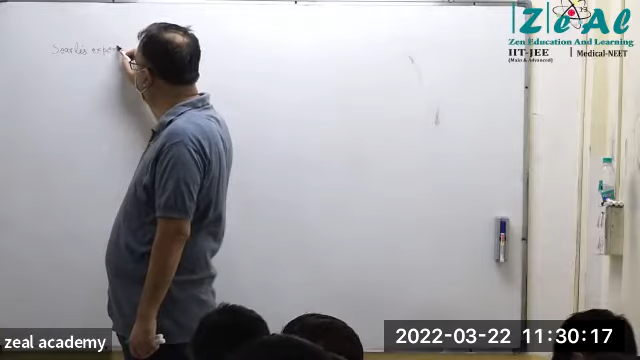 Searles expe
ZeAl
Zen Education And Learning
IIT-JEE
(Main & Advanced)
Medical-NEET
zeal academy
2022-03-22 11:30:17